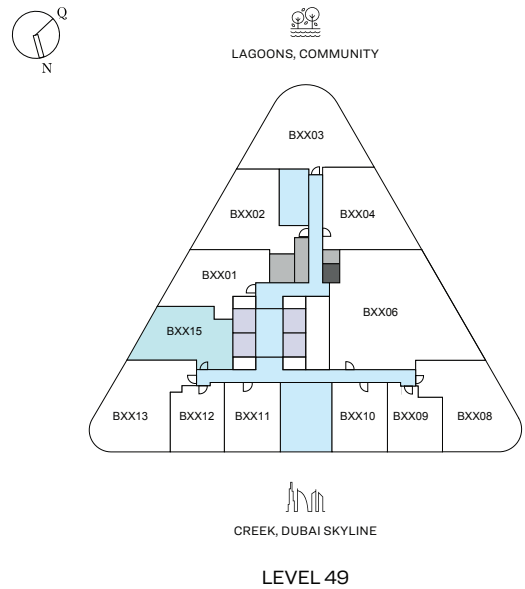 Q
N
LAGOONS, COMMUNITY
BXX03
BXX02
BXX04
BXX01
BXX06
BXX15
BXX13
BXX12
BXX11
BXX10
BXX09
BXX08
CREEK, DUBAI SKYLINE
LEVEL 49